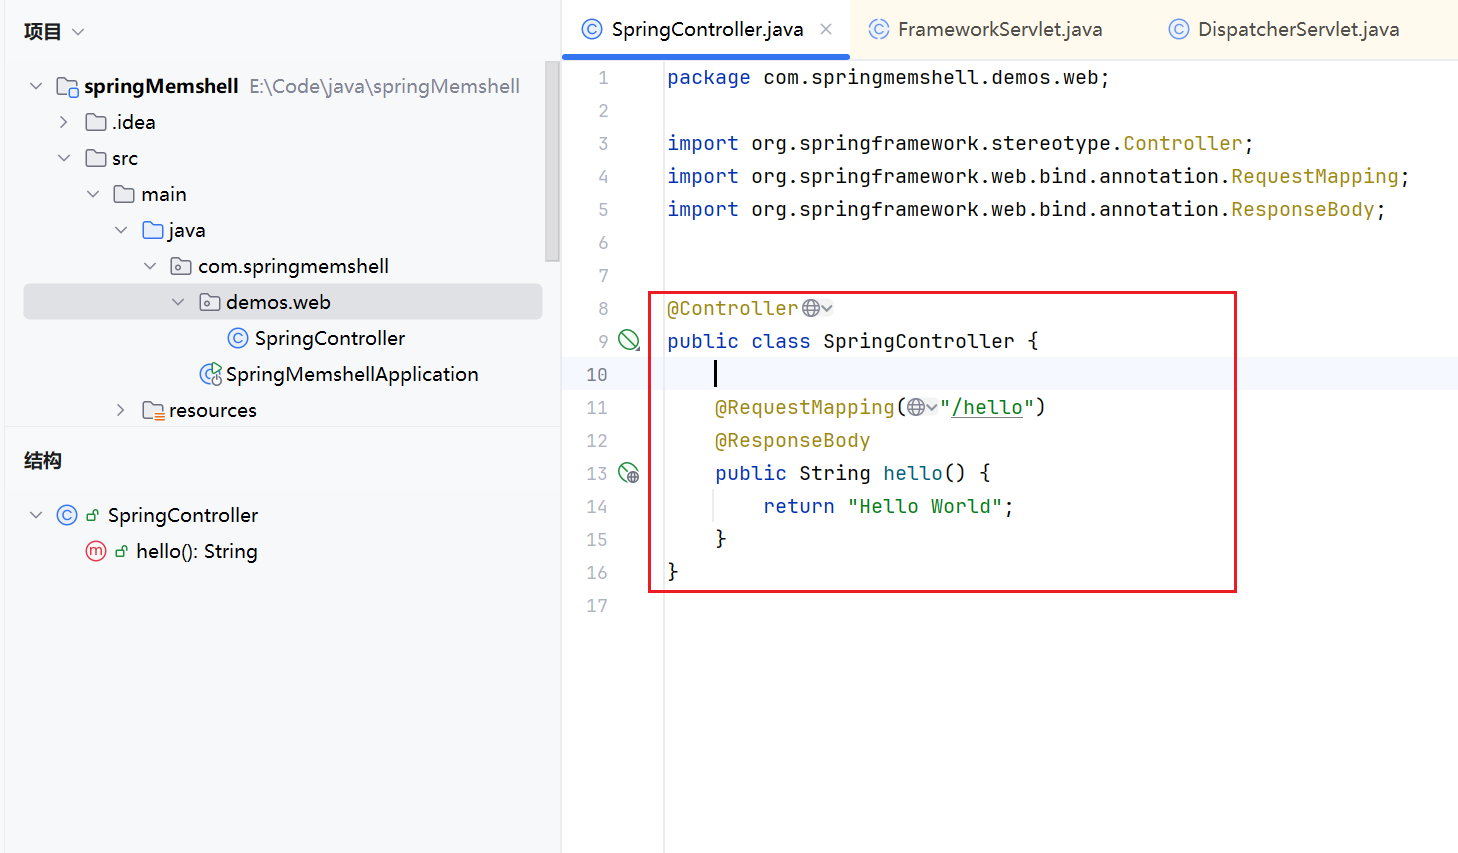 项目
springMemshell E:\Code\java\springMemshell
.idea
src
main
java
com.springmemshell
demos.web
SpringController
SpringMemshellApplication
resources
结构
SpringController
hello(): String
SpringController.java
FrameworkServlet.java
DispatcherServlet.java
1 package com.springmemshell.demos.web;
2
3 import org.springframework.stereotype.Controller;
4 import org.springframework.web.bind.annotation.RequestMapping;
5 import org.springframework.web.bind.annotation.ResponseBody;
6
7
8 @Controller
9 public class SpringController {
10
11 @RequestMapping("/hello")
12 @ResponseBody
13 public String hello() {
14 return "Hello World";
15 }
16 }
17